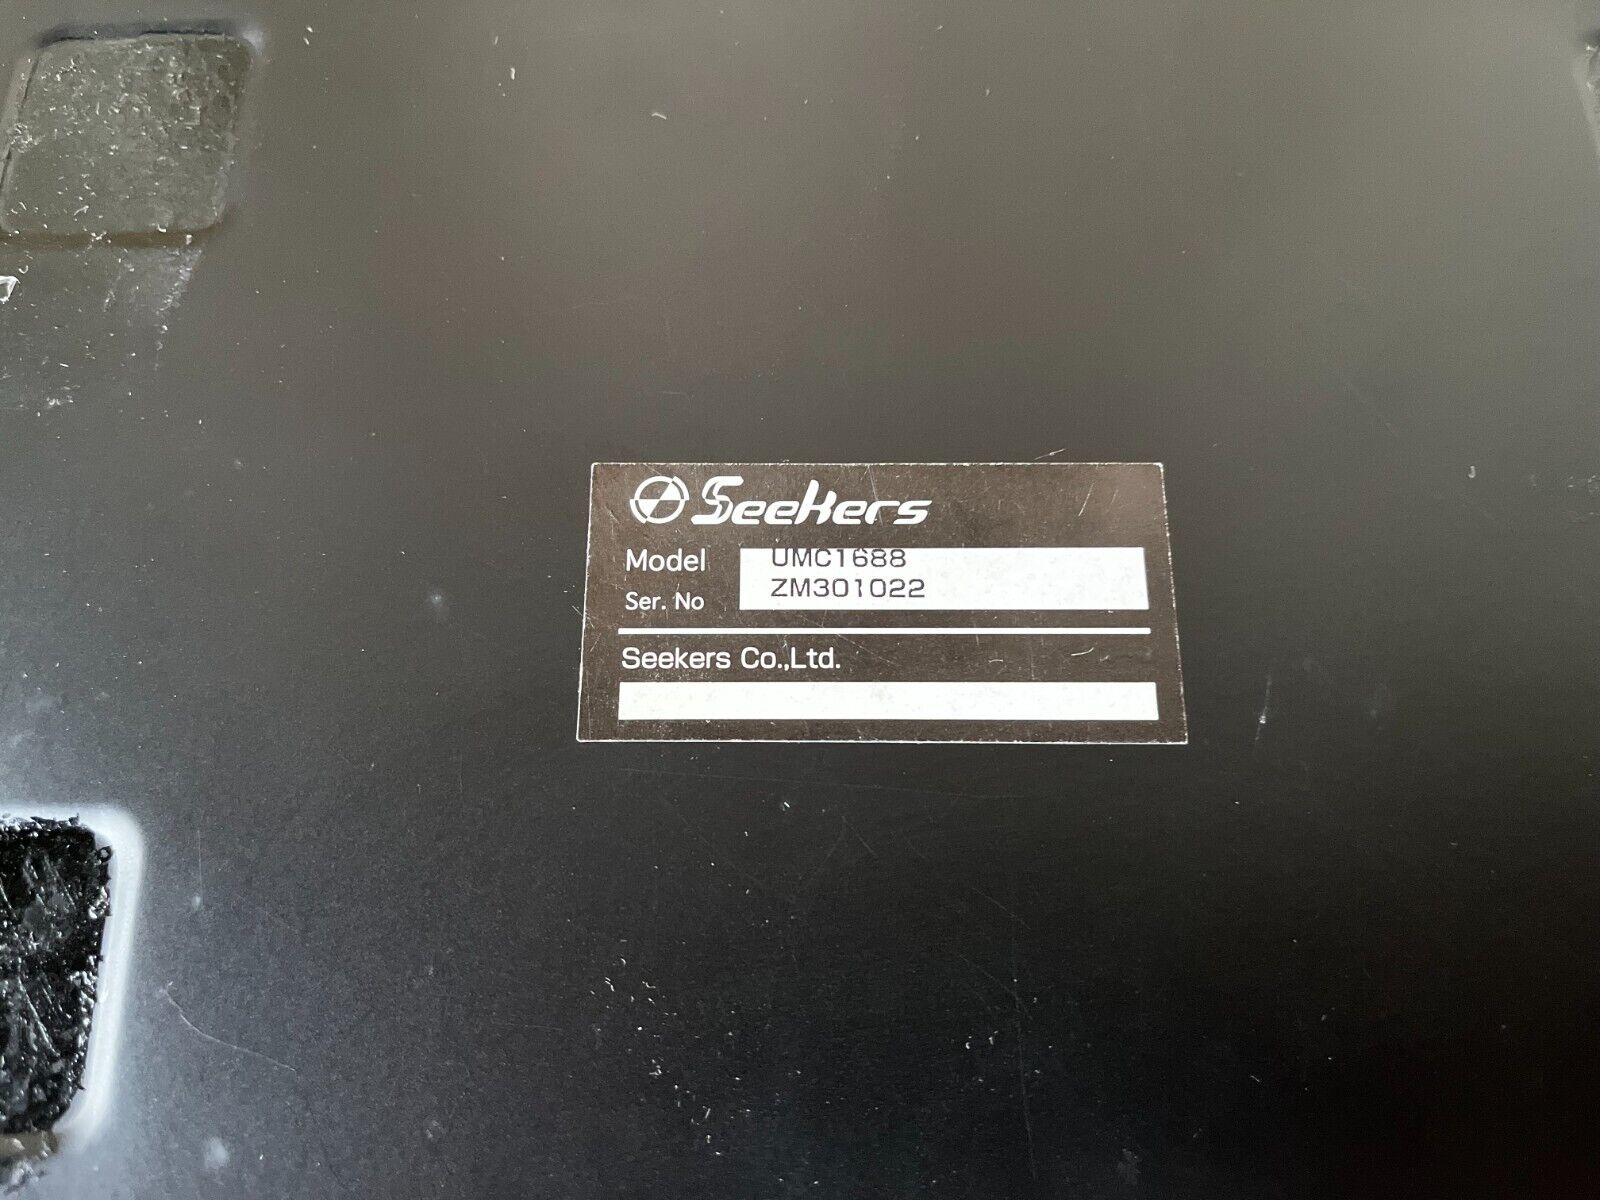 Seekers
Model UMC1688
Ser. No ZM301022
Seekers Co.,Ltd.